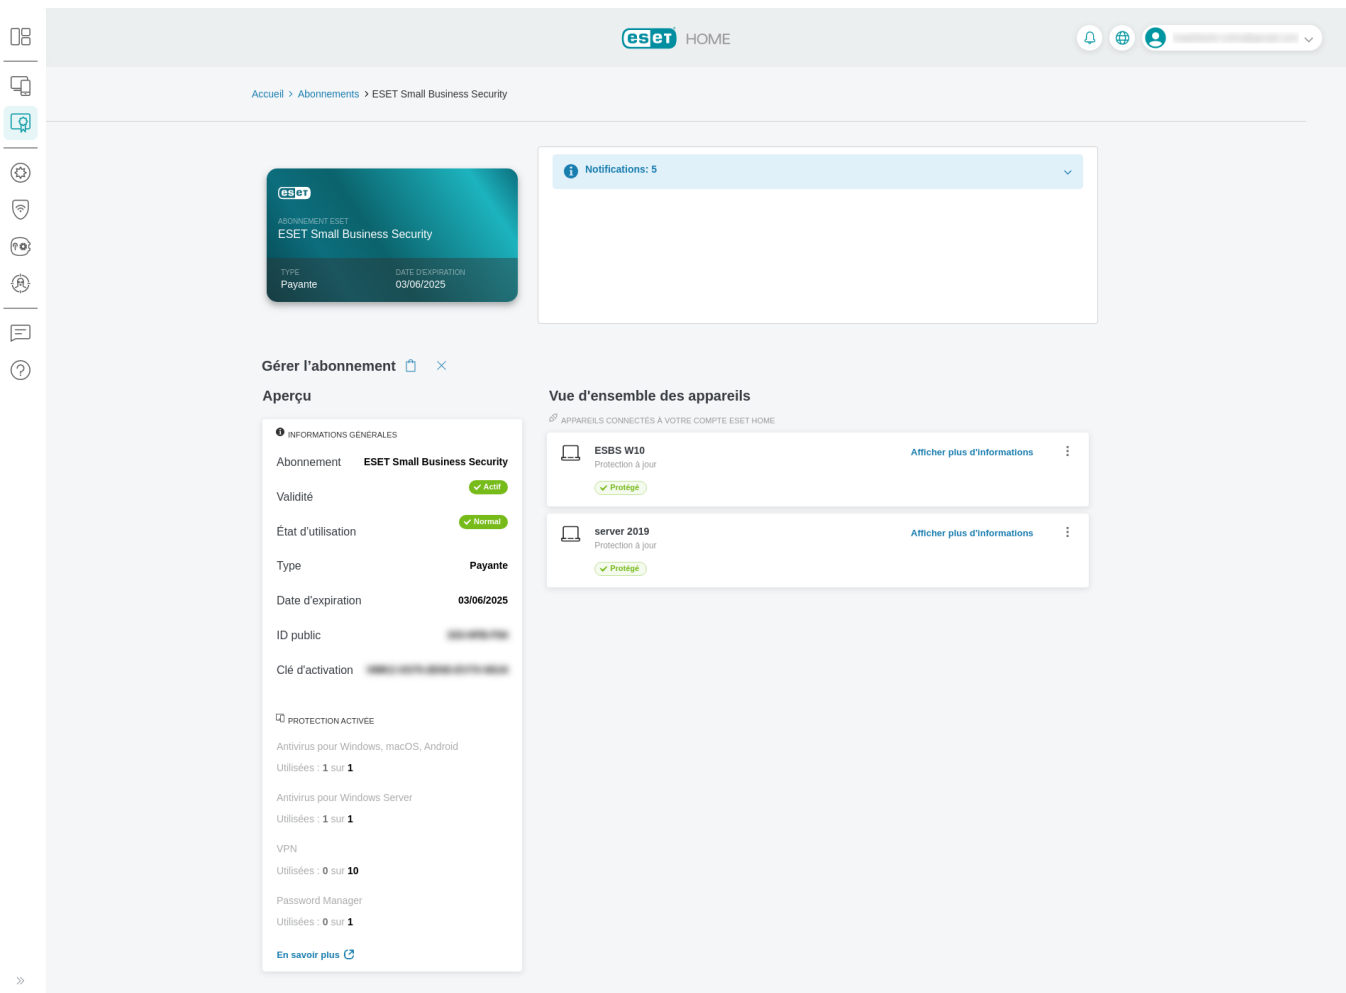 eset HOME
Accueil > Abonnements > ESET Small Business Security
Notifications: 5
eset
ABONNEMENT ESET
ESET Small Business Security
TYPE DATE D'EXPIRATION
Payante 03/06/2025
Gérer l’abonnement
Aperçu
INFORMATIONS GÉNÉRALES
Abonnement ESET Small Business Security
Validité Actif
État d’utilisation Normal
Type Payante
Date d'expiration 03/06/2025
ID public
Clé d'activation
PROTECTION ACTIVÉE
Antivirus pour Windows, macOS, Android
Utilisées : 1 sur 1
Antivirus pour Windows Server
Utilisées : 1 sur 1
VPN
Utilisées : 0 sur 10
Password Manager
Utilisées : 0 sur 1
En savoir plus
Vue d'ensemble des appareils
APPAREILS CONNECTÉS À VOTRE COMPTE ESET HOME
ESBS W10 Afficher plus d'informations
Protection à jour
Protégé
server 2019 Afficher plus d'informations
Protection à jour
Protégé